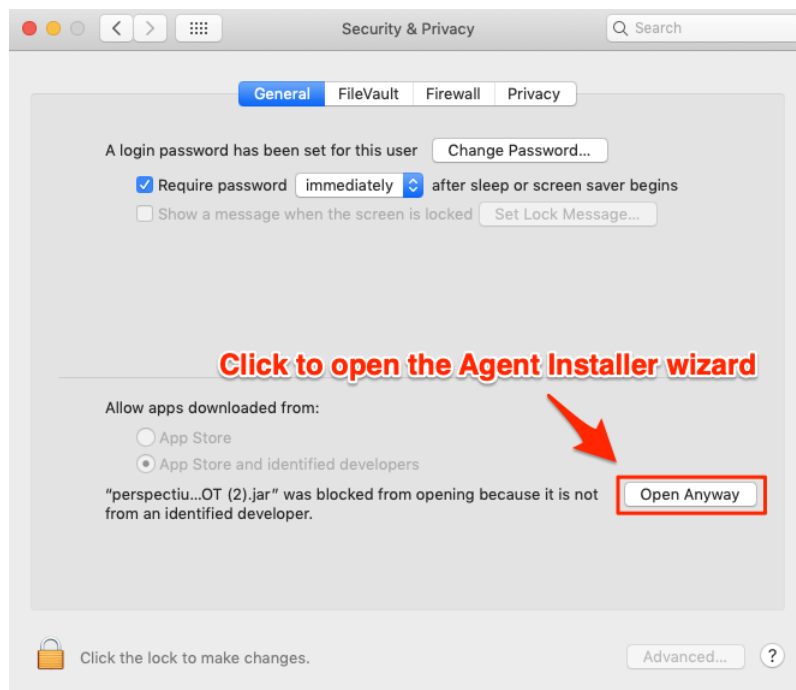 Security & Privacy
Search
General
FileVault
Firewall
Privacy
A login password has been set for this user
Change Password...
Require password
immediately
after sleep or screen saver begins
Show a message when the screen is locked
Set Lock Message...
Click to open the Agent Installer wizard
Allow apps downloaded from:
App Store
App Store and identified developers
“perspectiu...OT (2).jar” was blocked from opening because it is not
from an identified developer.
Open Anyway
Click the lock to make changes.
Advanced...
?